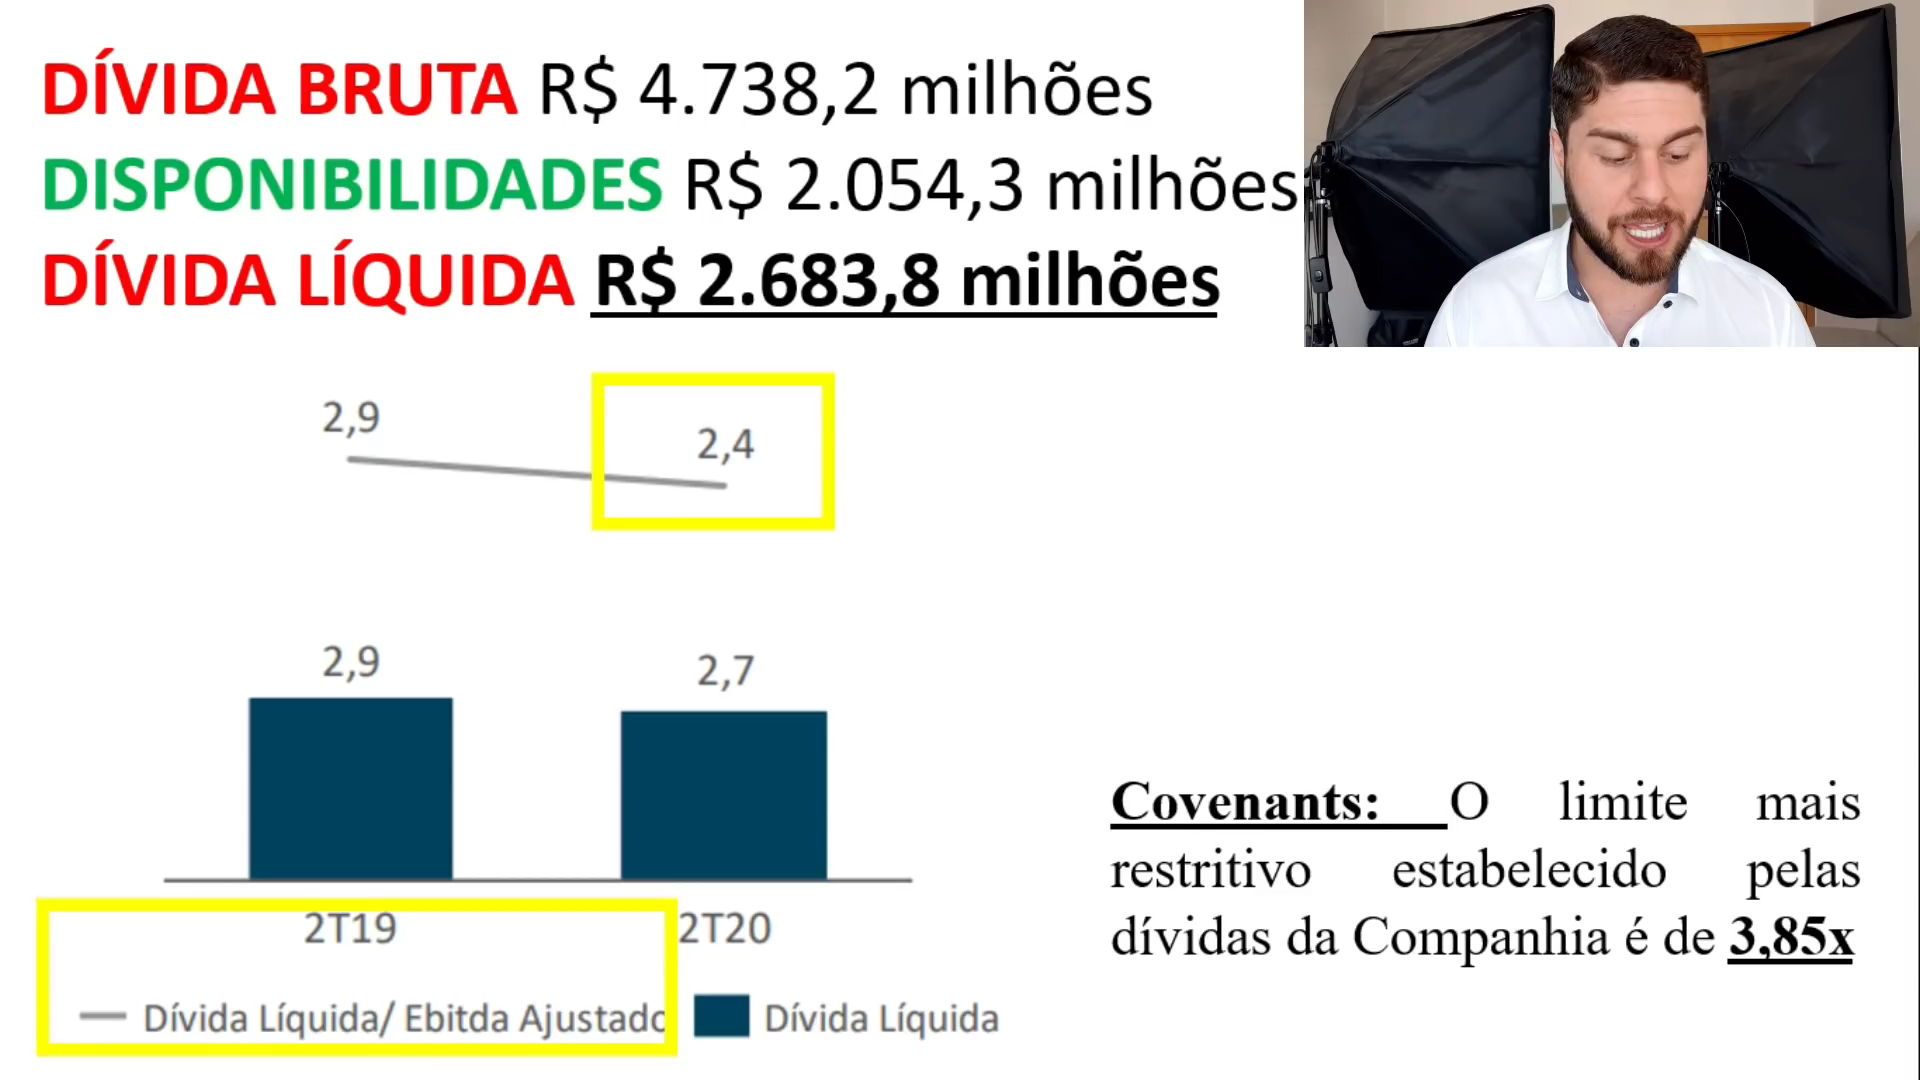 DÍVIDA BRUTA R$ 4.738,2 milhões
DISPONIBILIDADES R$ 2.054,3 milhões
DÍVIDA LÍQUIDA R$ 2.683,8 milhões
2,9
2,4
2,9
2,7
2T19
2T20
Dívida Líquida/ Ebitda Ajustado
Dívida Líquida
Covenants: O limite mais
restritivo estabelecido pelas
dívidas da Companhia é de 3,85x